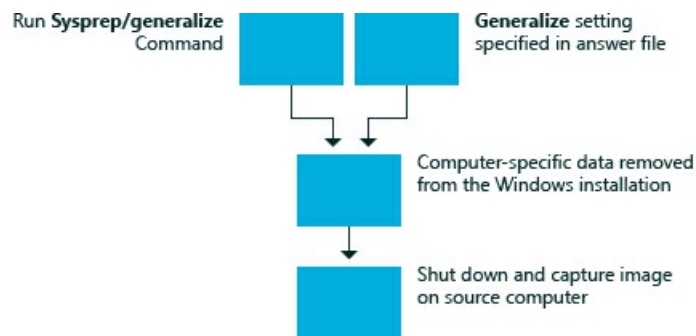 Run Sysprep/generalize
Command
Generalize setting
specified in answer file
Computer-specific data removed
from the Windows installation
Shut down and capture image
on source computer